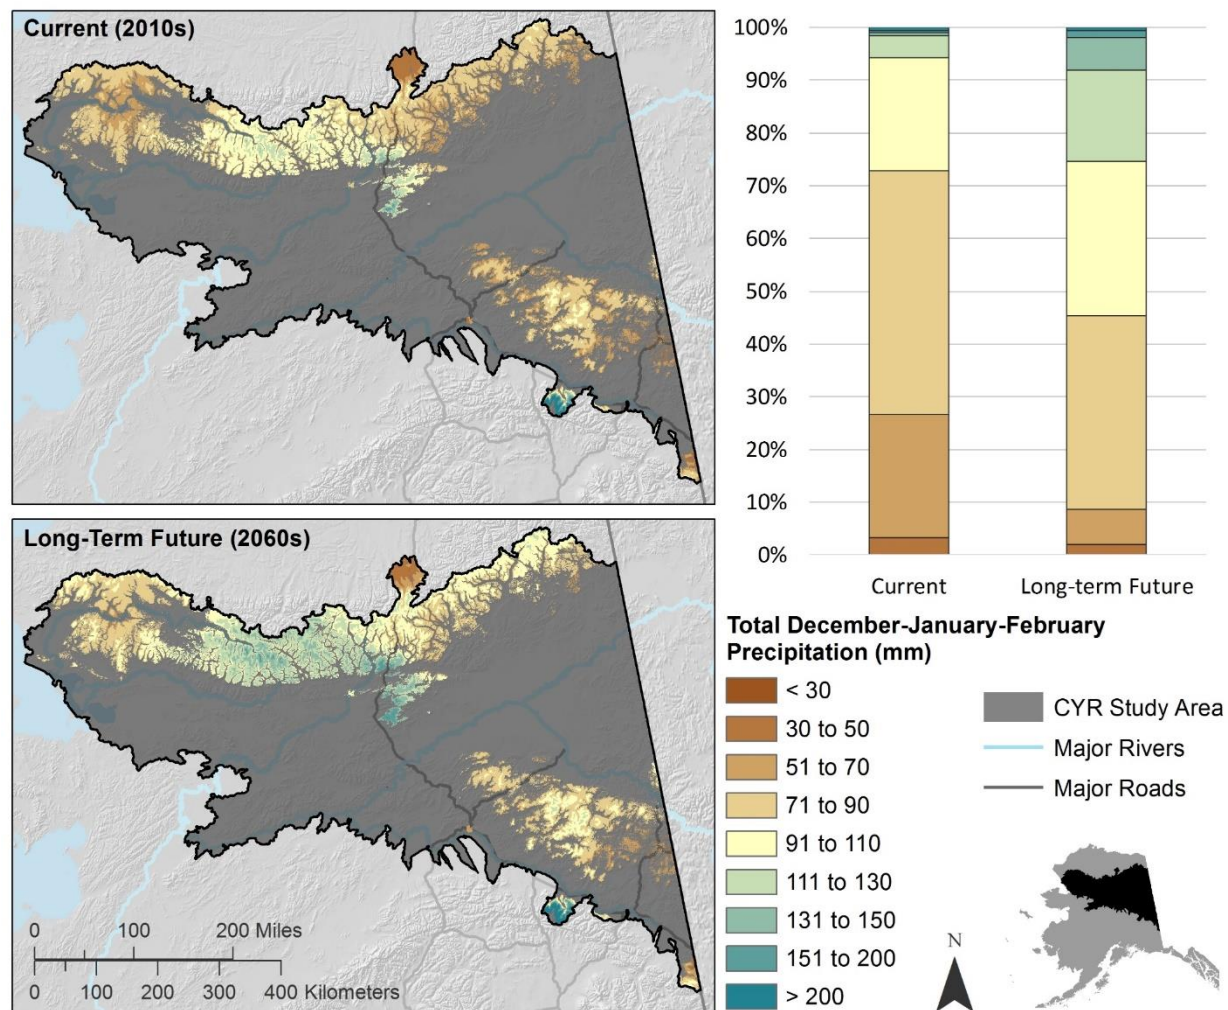 Current (2010s)
Long-Term Future (2060s)
0 100 200 Miles
0 100 200 300 400 Kilometers
100%
90%
80%
70%
60%
50%
40%
30%
20%
10%
0%
Current Long-term Future
Total December-January-February
Precipitation (mm)
< 30
30 to 50
51 to 70
71 to 90
91 to 110
111 to 130
131 to 150
151 to 200
> 200
CYR Study Area
Major Rivers
Major Roads
N